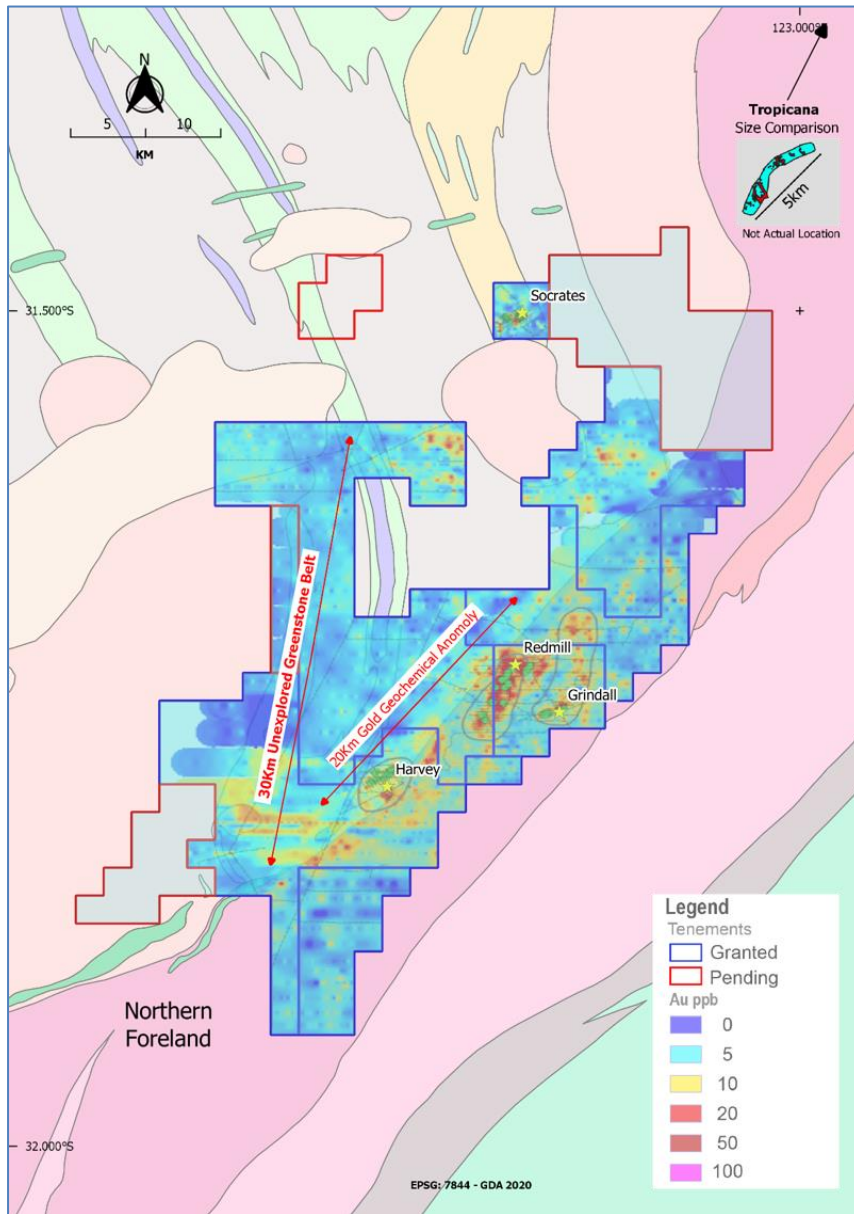 123.000°S
N
5 10
KM
Tropicana
Size Comparison
5km
Not Actual Location
31.500°S
Socrates
30Km Unexplored Greenstone Belt
20Km Gold Geochemical Anomoly
Redmill
Grindall
Harvey
Northern
Foreland
Legend
Tenements
Granted
Pending
Au ppb
0
5
10
20
50
100
32.000°S
EPSG: 7844 - GDA 2020